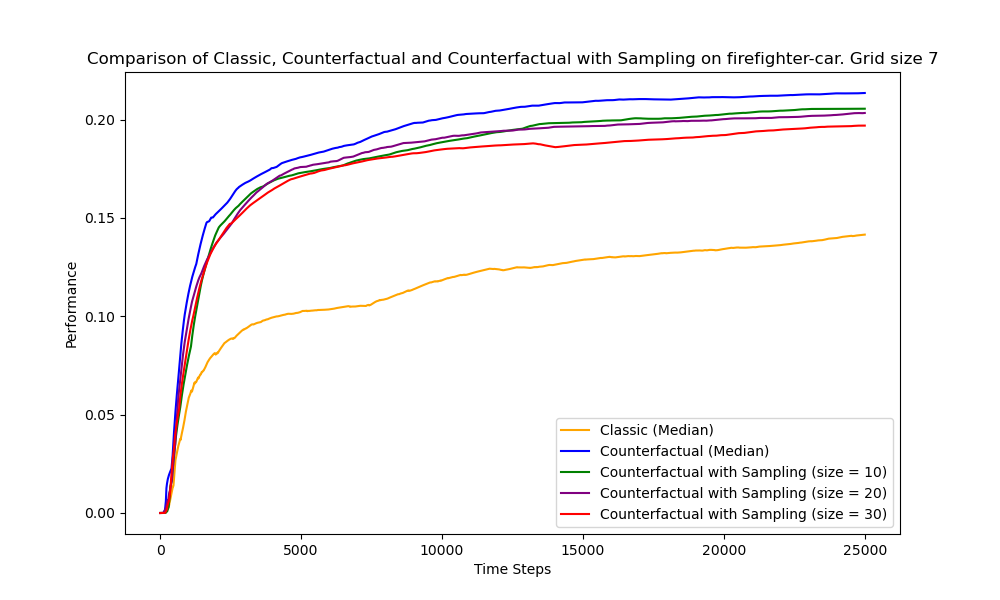 Comparison of Classic, Counterfactual and Counterfactual with Sampling on firefighter-car. Grid size 7
Performance
0.20
0.15
0.10
0.05
0.00
Classic (Median)
Counterfactual (Median)
Counterfactual with Sampling (size = 10)
Counterfactual with Sampling (size = 20)
Counterfactual with Sampling (size = 30)
0 5000 10000 15000 20000 25000
Time Steps